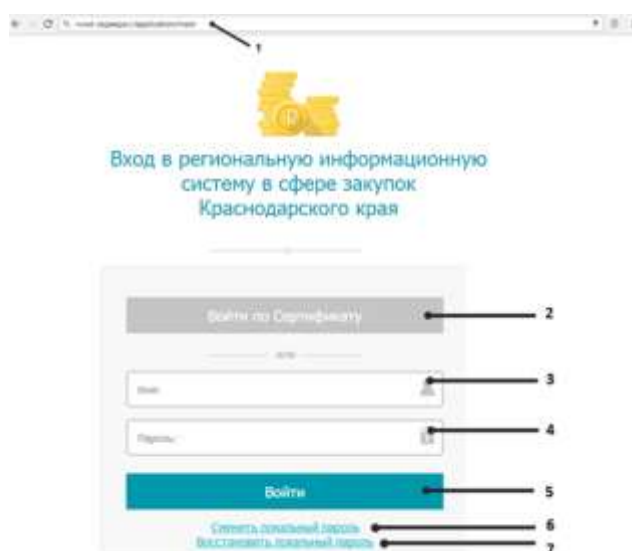 1
Вход в региональную информационную
систему в сфере закупок
Краснодарского края
Войти по Сертификату
2
или
Имя:
3
Пароль:
4
Войти
5
Сменить локальный пароль
6
Восстановить локальный пароль
7